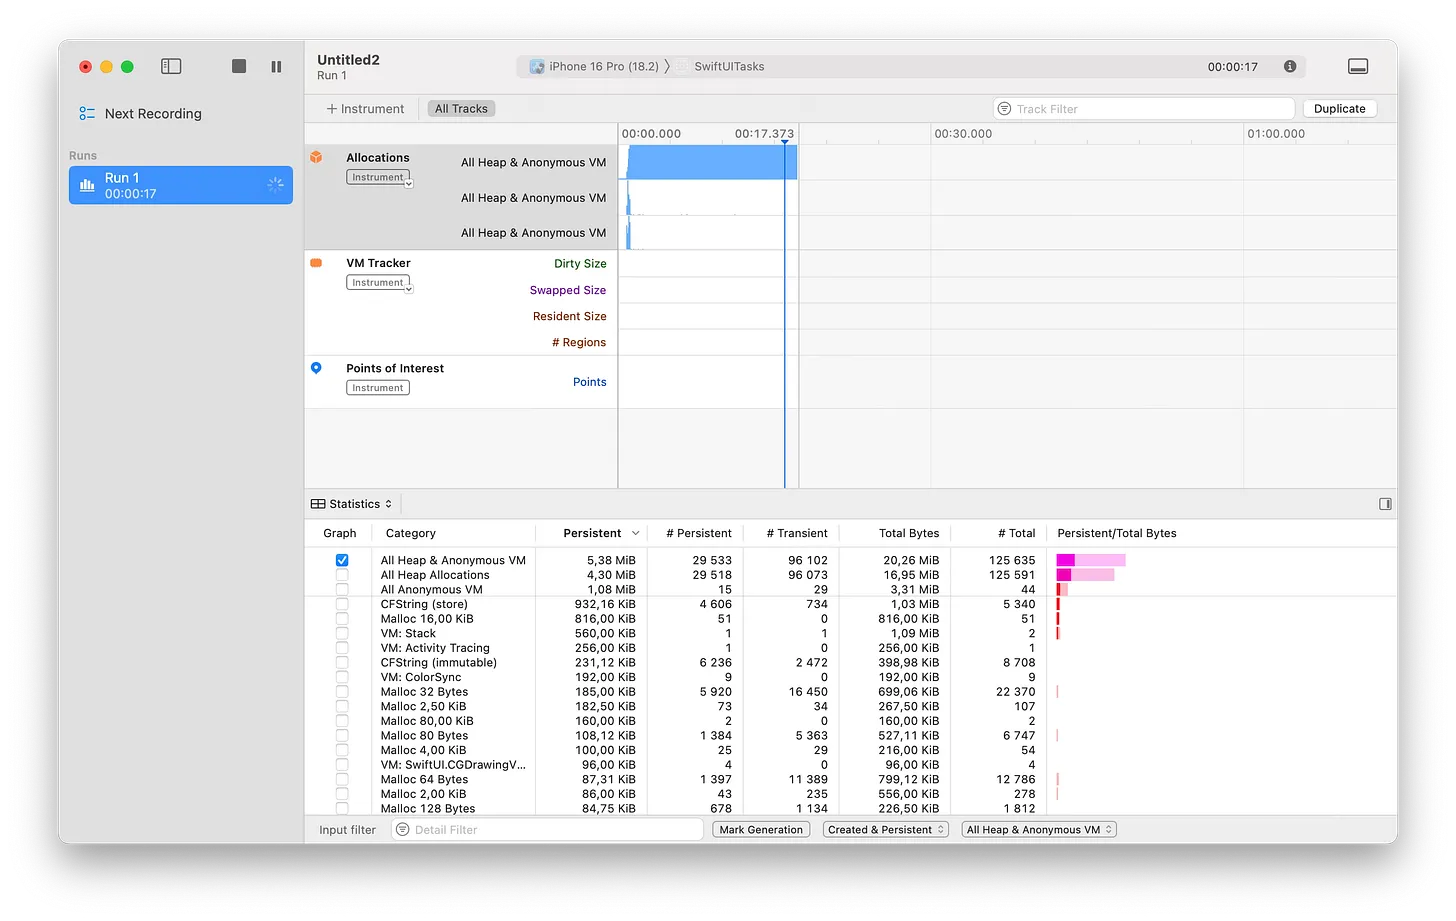 Untitled2
Run 1
iPhone 16 Pro (18.2) 〉 SwiftUITasks
00:00:17
Next Recording
Runs
Run 1
00:00:17
+ Instrument
All Tracks
Track Filter
Duplicate
00:00.000 00:17.373 00:30.000 01:00.000
Allocations
Instrument
All Heap & Anonymous VM
All Heap & Anonymous VM
All Heap & Anonymous VM
VM Tracker
Instrument
Dirty Size
Swapped Size
Resident Size
# Regions
Points of Interest
Instrument
Points
Statistics
Graph Category Persistent # Persistent # Transient Total Bytes # Total Persistent/Total Bytes
All Heap & Anonymous VM 5,38 MiB 29 533 96 102 20,26 MiB 125 635
All Heap Allocations 4,30 MiB 29 518 96 073 16,95 MiB 125 591
All Anonymous VM 1,08 MiB 15 29 3,31 MiB 44
CFString (store) 932,16 KiB 4 606 734 1,03 MiB 5 340
Malloc 16,00 KiB 816,00 KiB 51 0 816,00 KiB 51
VM: Stack 560,00 KiB 1 1 1,09 MiB 2
VM: Activity Tracing 256,00 KiB 1 0 256,00 KiB 1
CFString (immutable) 231,12 KiB 6 236 2 472 398,98 KiB 8 708
VM: ColorSync 192,00 KiB 9 0 192,00 KiB 9
Malloc 32 Bytes 185,00 KiB 5 920 16 450 699,06 KiB 22 370
Malloc 2,50 KiB 182,50 KiB 73 34 267,50 KiB 107
Malloc 80,00 KiB 160,00 KiB 2 0 160,00 KiB 2
Malloc 80 Bytes 108,12 KiB 1 384 5 363 527,11 KiB 6 747
Malloc 4,00 KiB 100,00 KiB 25 29 216,00 KiB 54
VM: SwiftUI.CGDrawingV... 96,00 KiB 4 0 96,00 KiB 4
Malloc 64 Bytes 87,31 KiB 1 397 11 389 799,12 KiB 12 786
Malloc 2,00 KiB 86,00 KiB 43 235 556,00 KiB 278
Malloc 128 Bytes 84,75 KiB 678 1 134 226,50 KiB 1 812
Input filter
Detail Filter
Mark Generation
Created & Persistent
All Heap & Anonymous VM